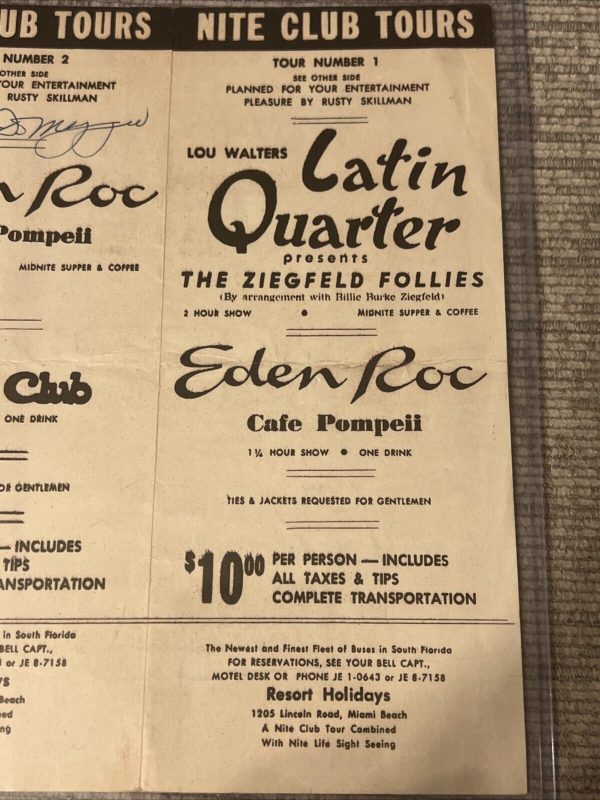 UB TOURS
NUMBER 2
OTHER SIDE
YOUR ENTERTAINMENT
RUSTY SKILLMAN
Roc
Pompeii
MIDNITE SUPPER & COFFEE
Club
ONE DRINK
OR GENTLEMEN
— INCLUDES
TIPS
ANSPORTATION
in South Florida
BELL CAPT.,
or JE 8-7158
YS
Beach
ed
ng
NITE CLUB TOURS
TOUR NUMBER 1
SEE OTHER SIDE
PLANNED FOR YOUR ENTERTAINMENT
PLEASURE BY RUSTY SKILLMAN
LOU WALTERS Latin
Quarter
presents
THE ZIEGFELD FOLLIES
(By arrangement with Billie Burke Ziegfeld)
2 HOUR SHOW • MIDNITE SUPPER & COFFEE
Eden Roc
Cafe Pompeii
1¼ HOUR SHOW • ONE DRINK
TIES & JACKETS REQUESTED FOR GENTLEMEN
$10.00 PER PERSON — INCLUDES
ALL TAXES & TIPS
COMPLETE TRANSPORTATION
The Newest and Finest Fleet of Buses in South Florida
FOR RESERVATIONS, SEE YOUR BELL CAPT.,
MOTEL DESK OR PHONE JE 1-0643 or JE 8-7158
Resort Holidays
1205 Lincoln Road, Miami Beach
A Nite Club Tour Combined
With Nite Life Sight Seeing